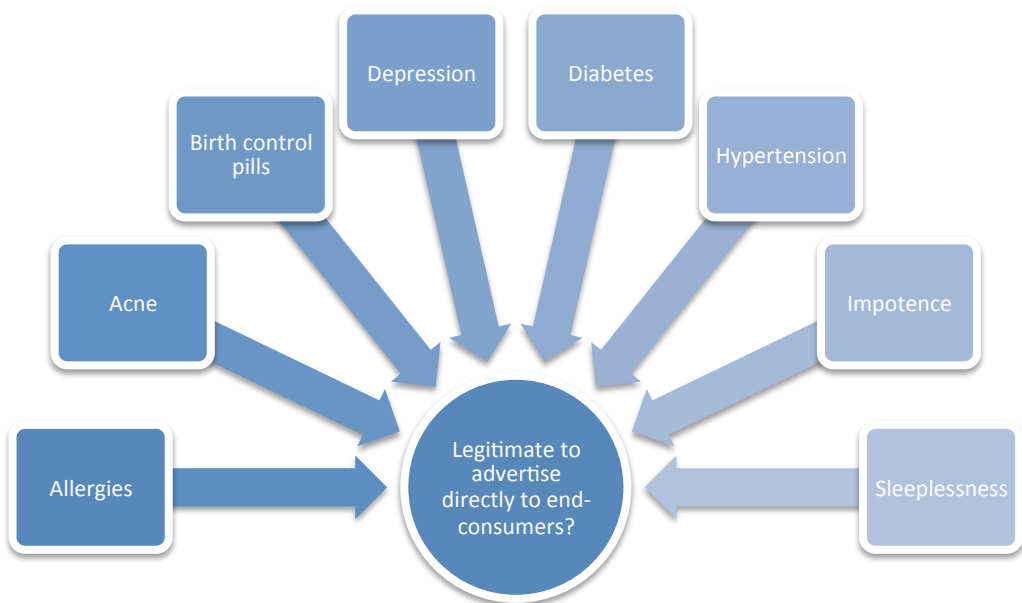 Depression
Diabetes
Birth control
pills
Hypertension
Acne
Impotence
Allergies
Legitimate to
advertise
directly to end-
consumers?
Sleeplessness